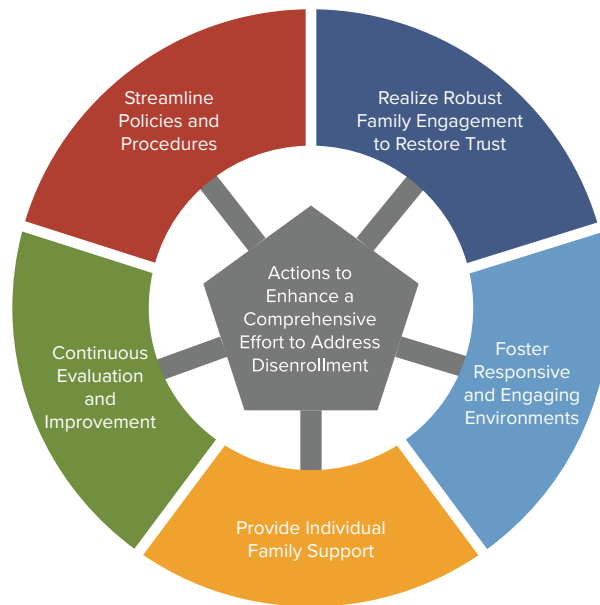 Streamline
Policies and
Procedures
Realize Robust
Family Engagement
to Restore Trust
Actions to
Enhance a
Comprehensive
Effort to Address
Disenrollment
Continuous
Evaluation
and
Improvement
Foster
Responsive
and Engaging
Environments
Provide Individual
Family Support